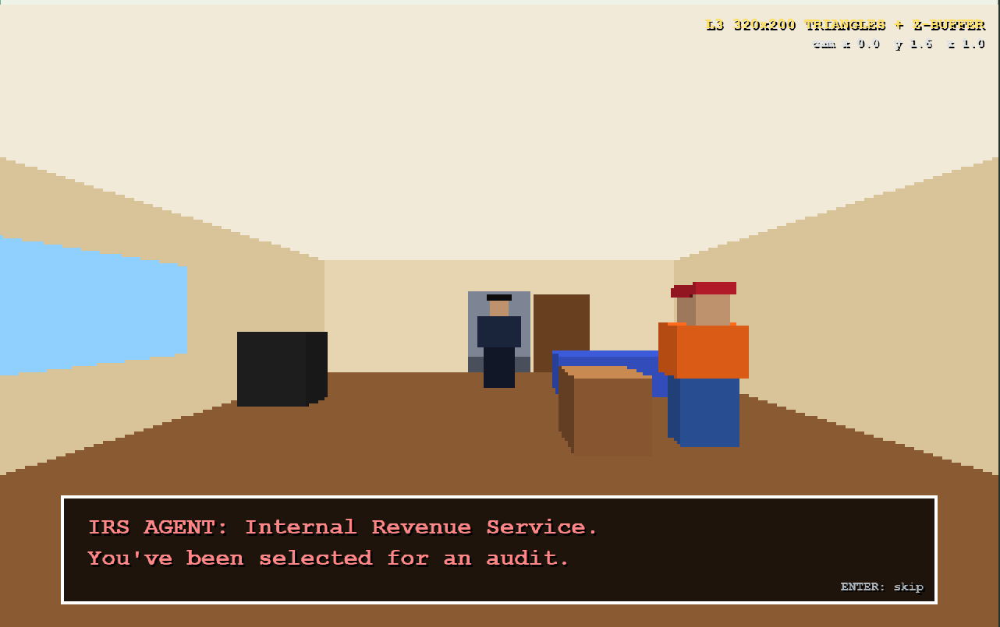 L3 320x200 TRIANGLES + Z-BUFFER
cam x 0.0 y 1.6 z 1.0
IRS AGENT: Internal Revenue Service.
You've been selected for an audit.
ENTER: skip